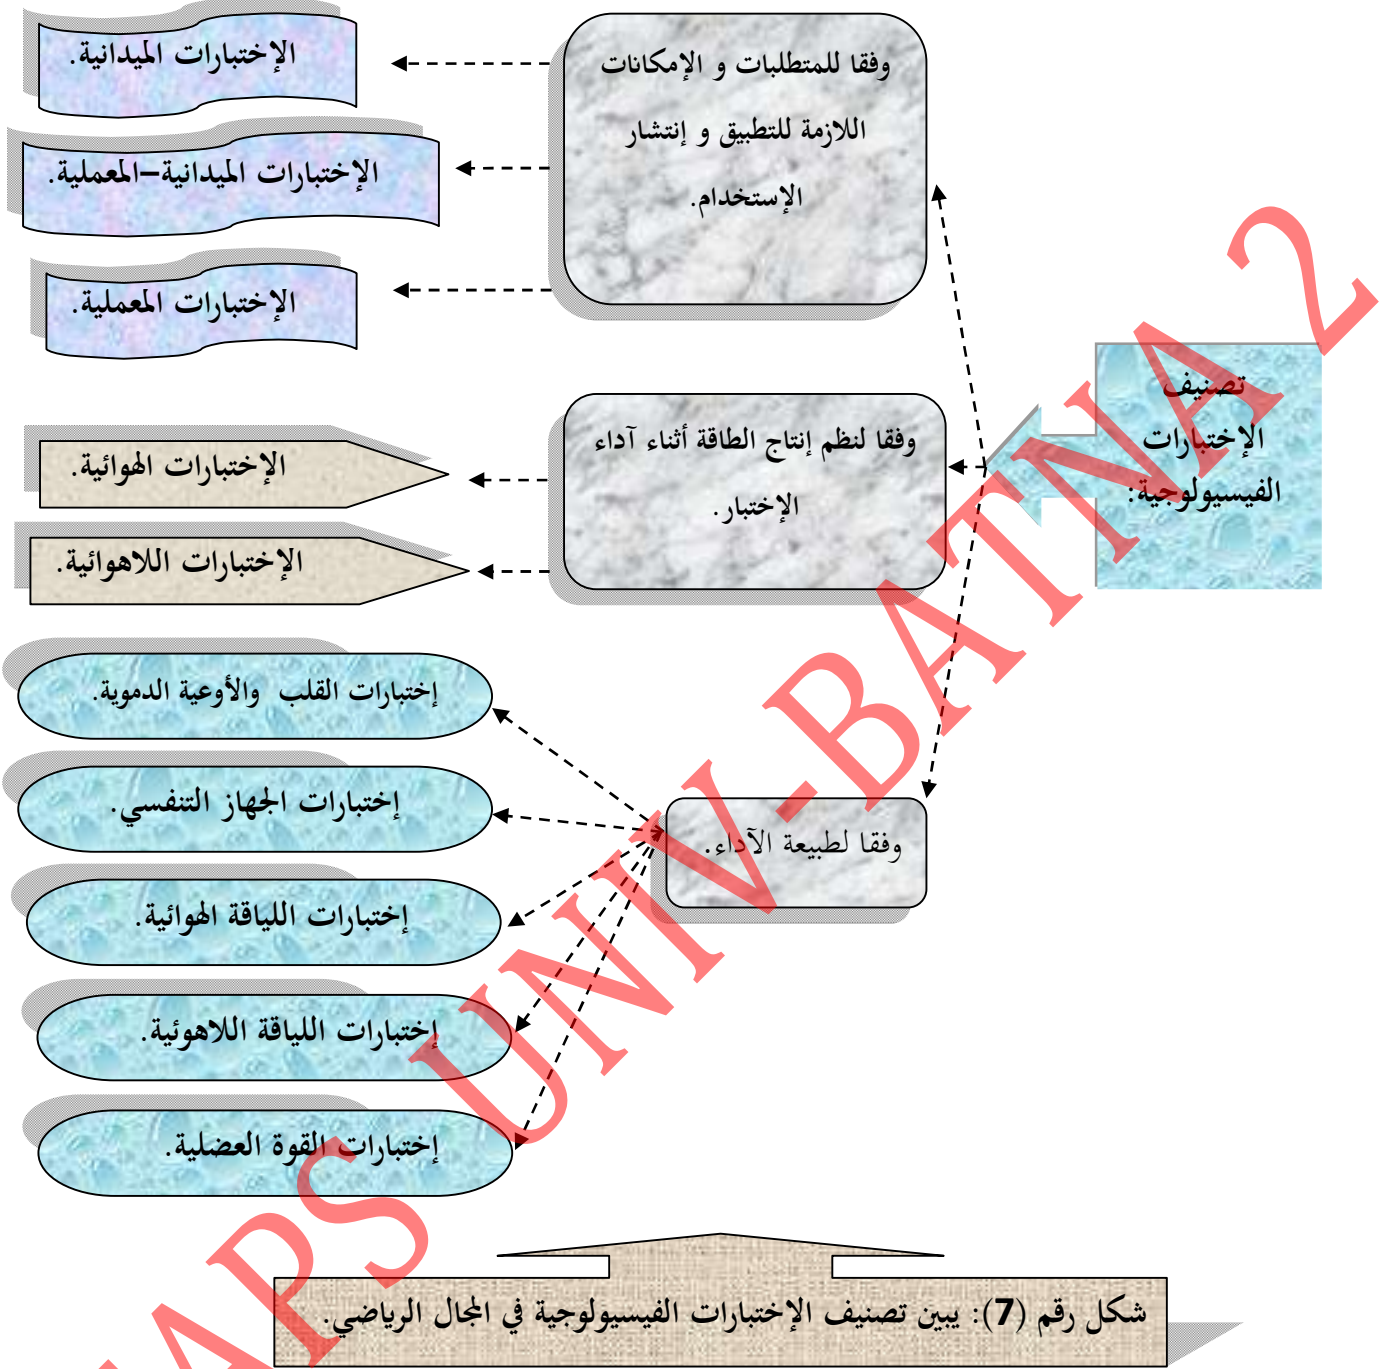 تصنيف
الإختبارات
الفيسيولوجية:
وفقا للمتطلبات و الإمكانات
اللازمة للتطبيق و إنتشار
الإستخدام.
الإختبارات الميدانية.
الإختبارات الميدانية–المعملية.
الإختبارات المعملية.
وفقا لنظم إنتاج الطاقة أثناء آداء
الإختبار.
الإختبارات الهوائية.
الإختبارات اللاهوائية.
وفقا لطبيعة الآداء.
إختبارات القلب والأوعية الدموية.
إختبارات الجهاز التنفسي.
إختبارات اللياقة الهوائية.
إختبارات اللياقة اللاهوئية.
إختبارات القوة العضلية.
شكل رقم (7): يبين تصنيف الإختبارات الفيسيولوجية في المجال الرياضي.
APS UNIV-BATNA 2